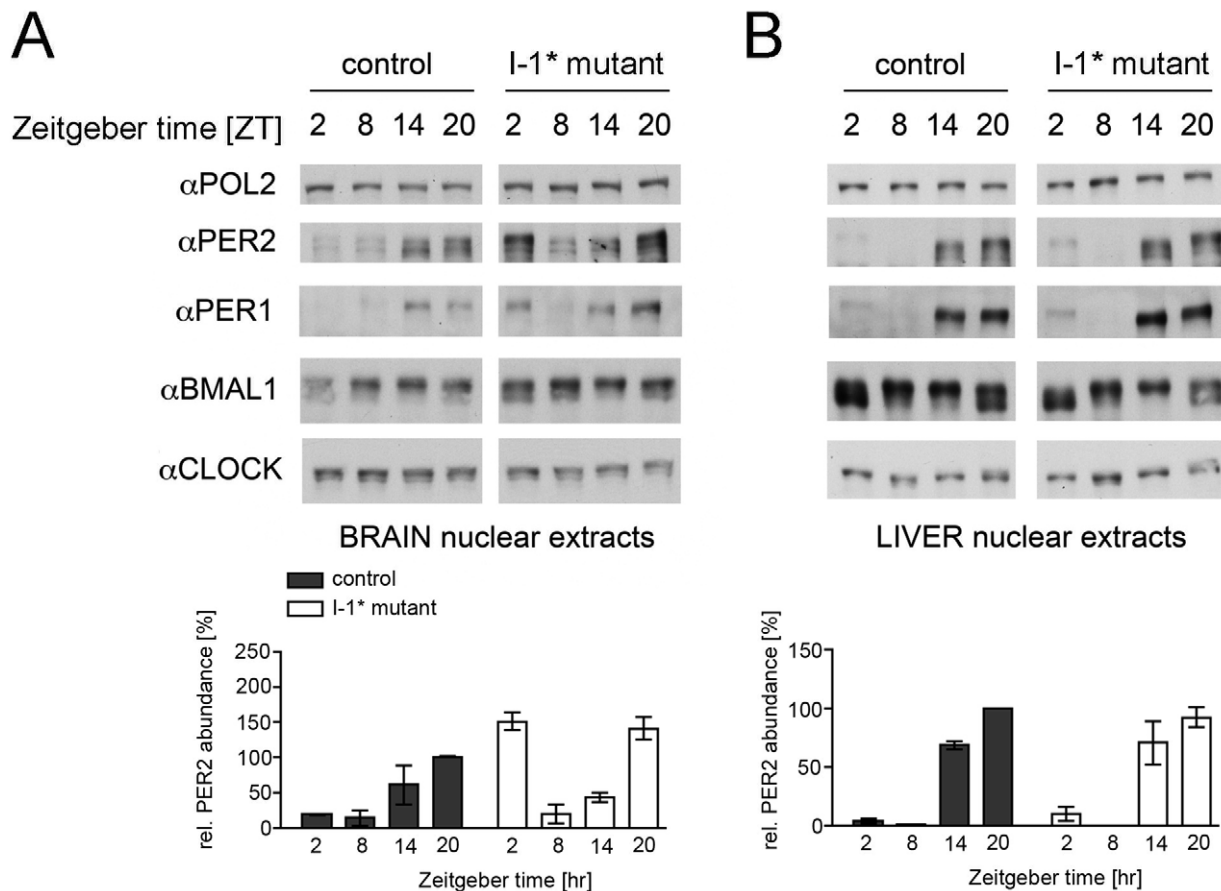 A
B
control I-1* mutant
control I-1* mutant
Zeitgeber time [ZT] 2 8 14 20 2 8 14 20
2 8 14 20 2 8 14 20
αPOL2
αPER2
αPER1
αBMAL1
αCLOCK
BRAIN nuclear extracts
LIVER nuclear extracts
control
I-1* mutant
rel. PER2 abundance [%]
250
200
150
100
50
0
2 8 14 20 2 8 14 20
Zeitgeber time [hr]
rel. PER2 abundance [%]
150
100
50
0
2 8 14 20 2 8 14 20
Zeitgeber time [hr]